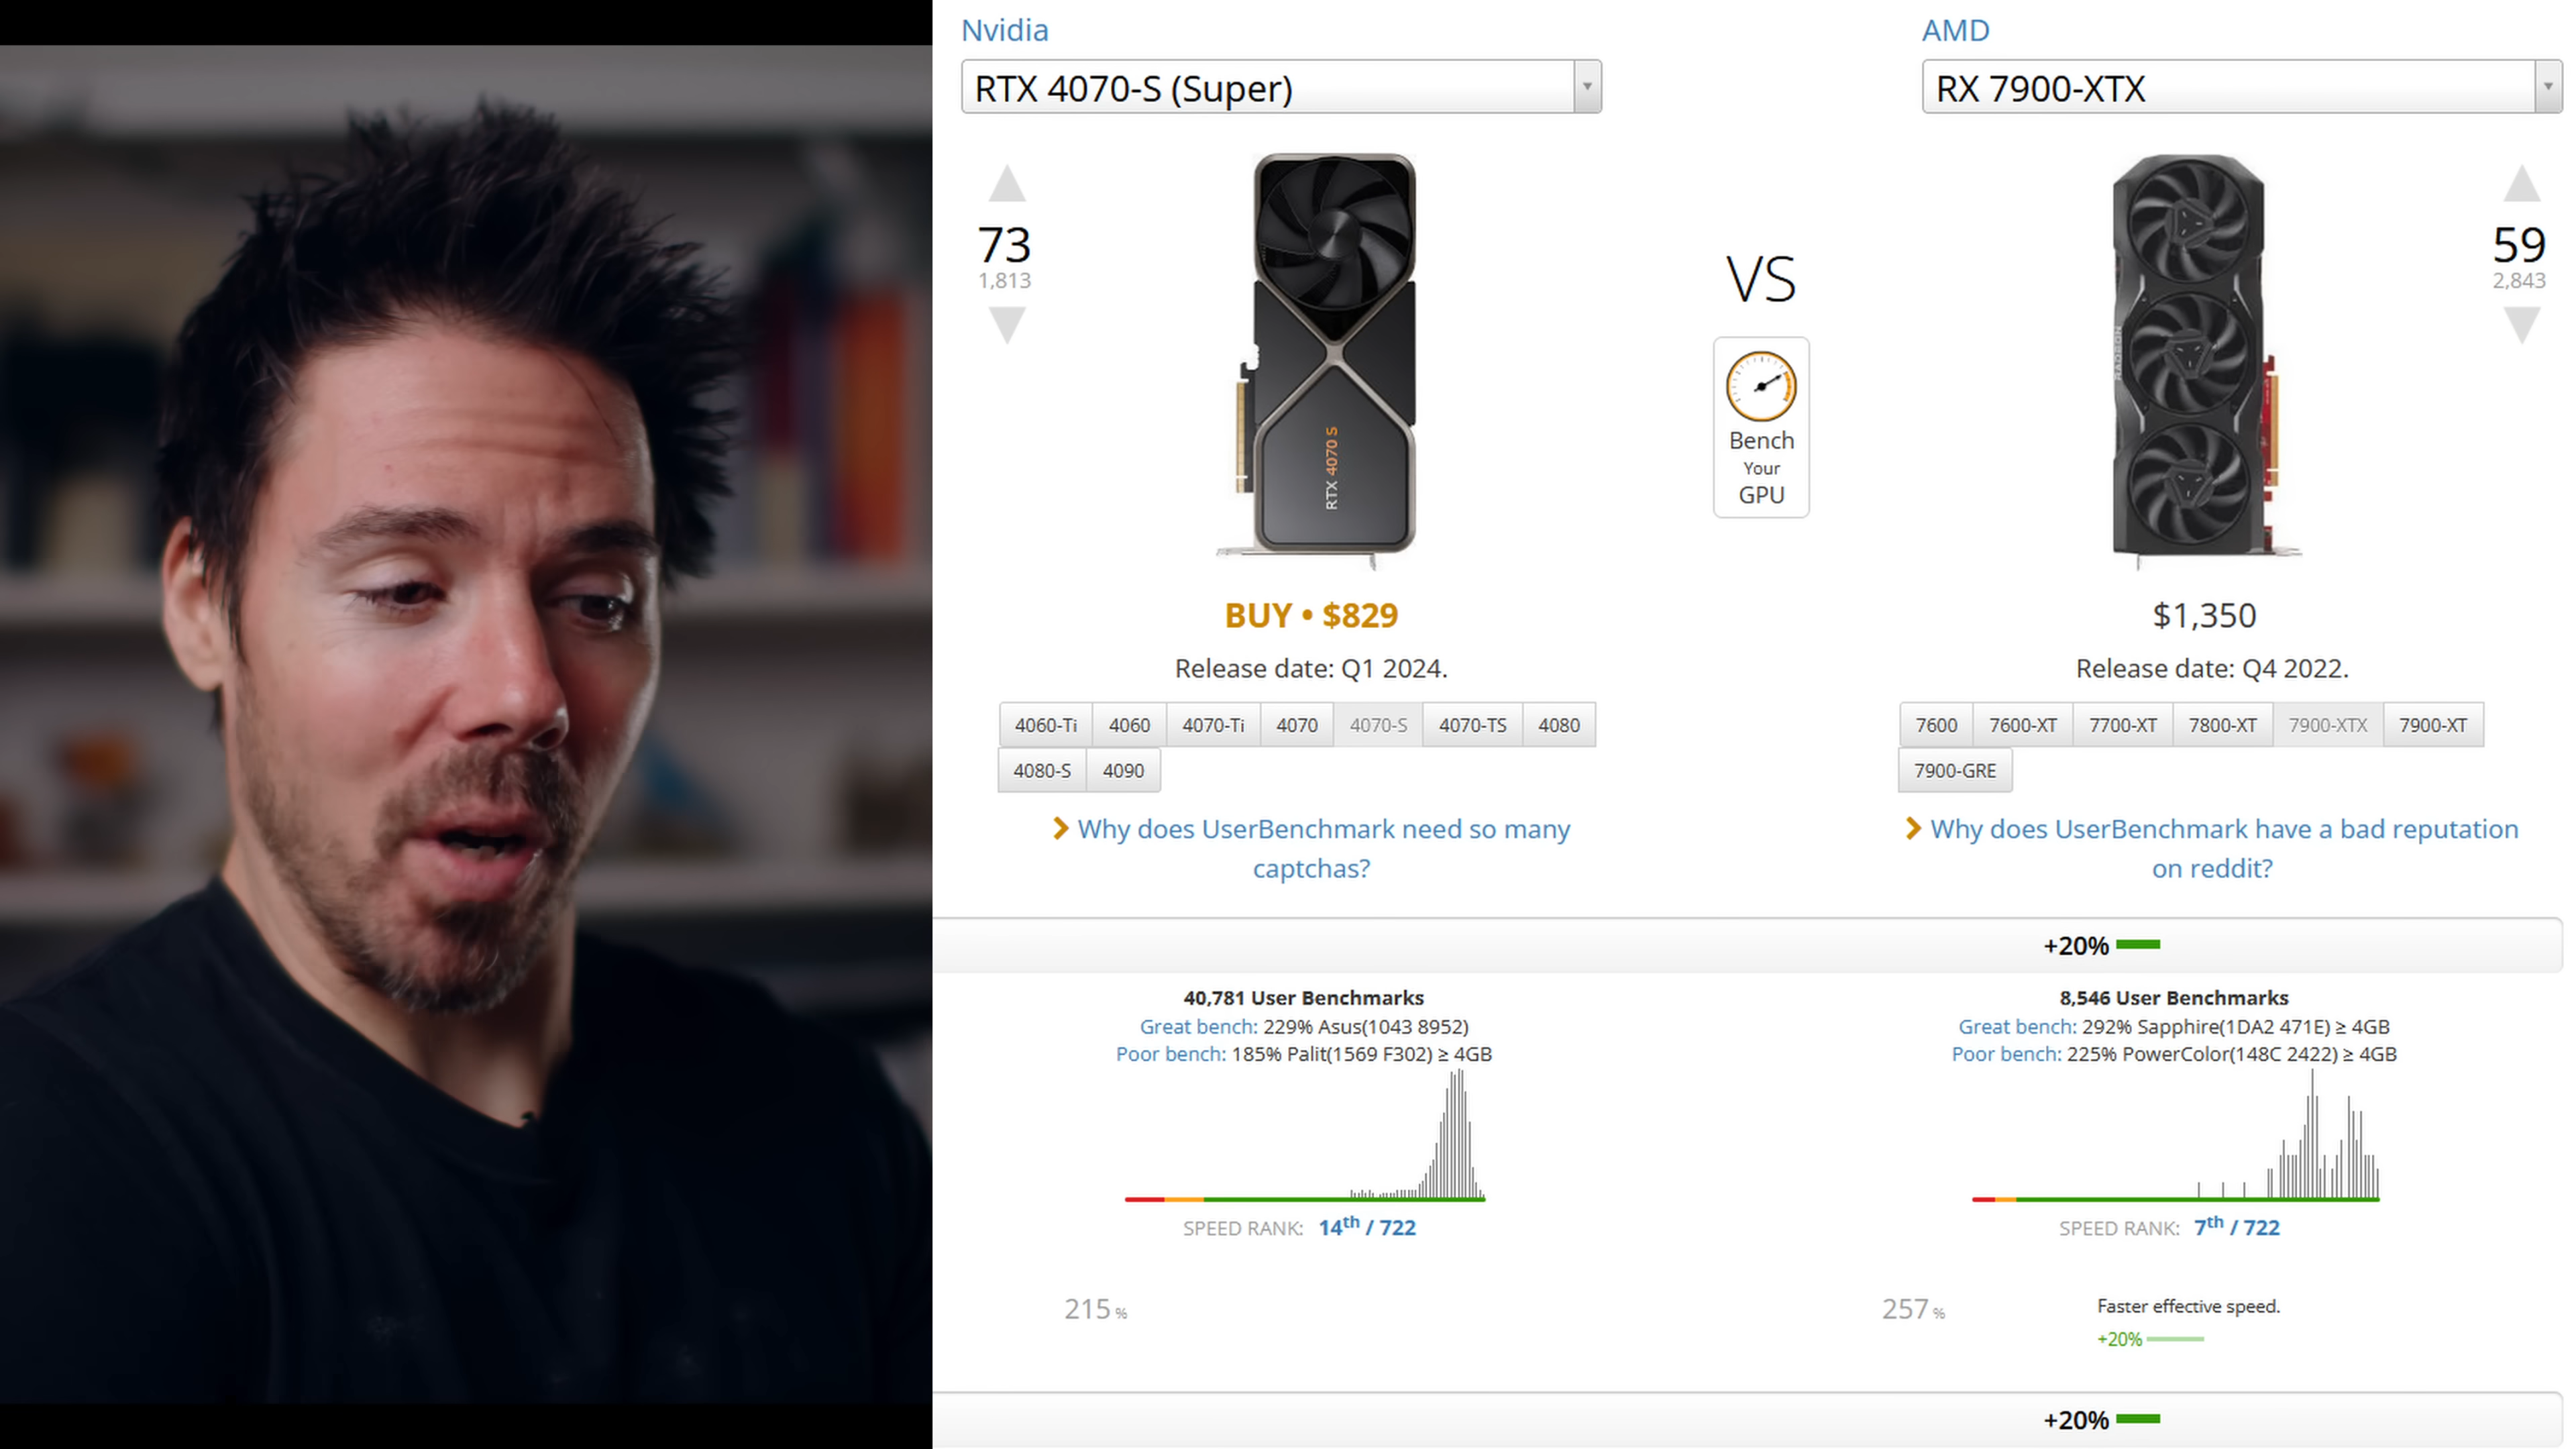 Nvidia
AMD
RTX 4070-S (Super)
RX 7900-XTX
73
1,813
RTX 4070 S
VS
Bench
Your
GPU
RADEON
59
2,843
BUY • $829
$1,350
Release date: Q1 2024.
Release date: Q4 2022.
4060-Ti 4060 4070-Ti 4070 4070-S 4070-TS 4080
4080-S 4090
7600 7600-XT 7700-XT 7800-XT 7900-XTX 7900-XT
7900-GRE
Why does UserBenchmark need so many
captchas?
Why does UserBenchmark have a bad reputation
on reddit?
+20%
40,781 User Benchmarks
Great bench: 229% Asus(1043 8952)
Poor bench: 185% Palit(1569 F302) ≥ 4GB
SPEED RANK: 14th / 722
8,546 User Benchmarks
Great bench: 292% Sapphire(1DA2 471E) ≥ 4GB
Poor bench: 225% PowerColor(148C 2422) ≥ 4GB
SPEED RANK: 7th / 722
215 %
257 %
Faster effective speed.
+20%
+20%